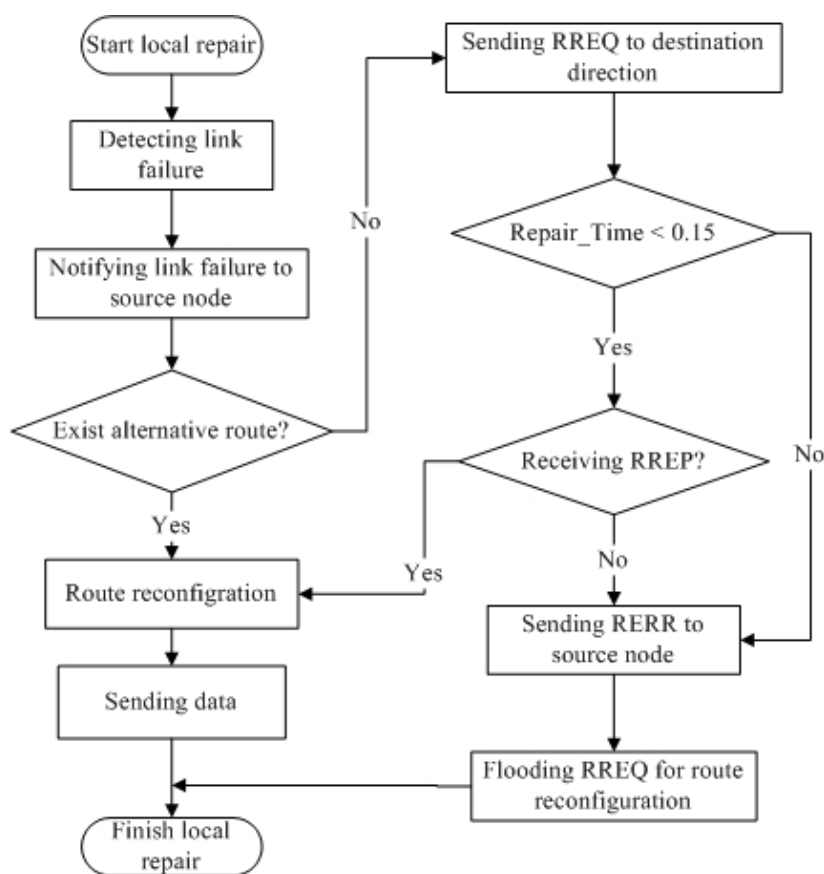 Start local repair
Detecting link
failure
Notifying link failure to
source node
Exist alternative route?
Yes
No
Route reconfigration
Sending data
Finish local
repair
Sending RREQ to destination
direction
Repair_Time < 0.15
Yes
No
Receiving RREP?
Yes
No
Sending RERR to
source node
Flooding RREQ for route
reconfiguration